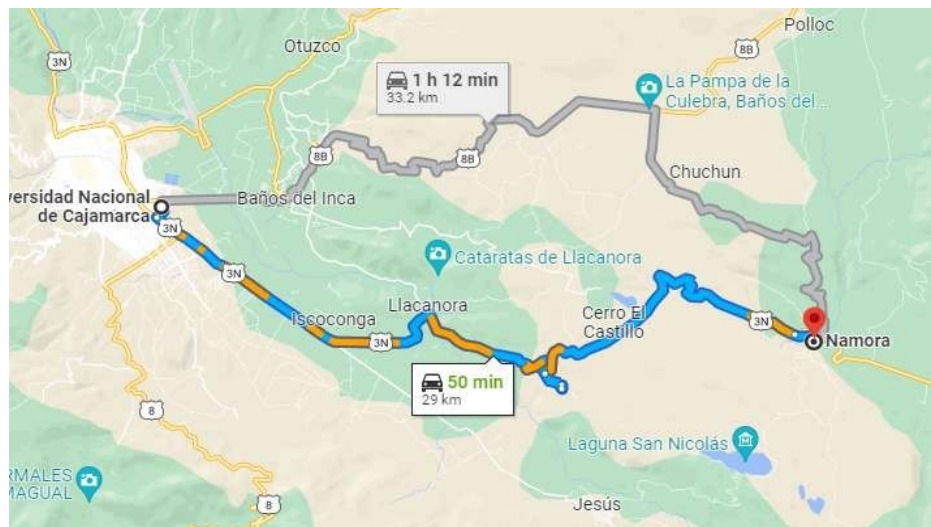 Polloc
Otuzco
3N
8B
1 h 12 min
33.2 km
La Pampa de la
Culebra, Baños del...
8B
8B
Chuchun
versidad Nacional
de Cajamarca
Baños del Inca
3N
3N
Cataratas de Llacanora
Llacanora
Iscoconga
3N
Cerro El
Castillo
3N
Namora
50 min
29 km
8
Laguna San Nicolás
RMALES
MAGUAL
8
Jesús